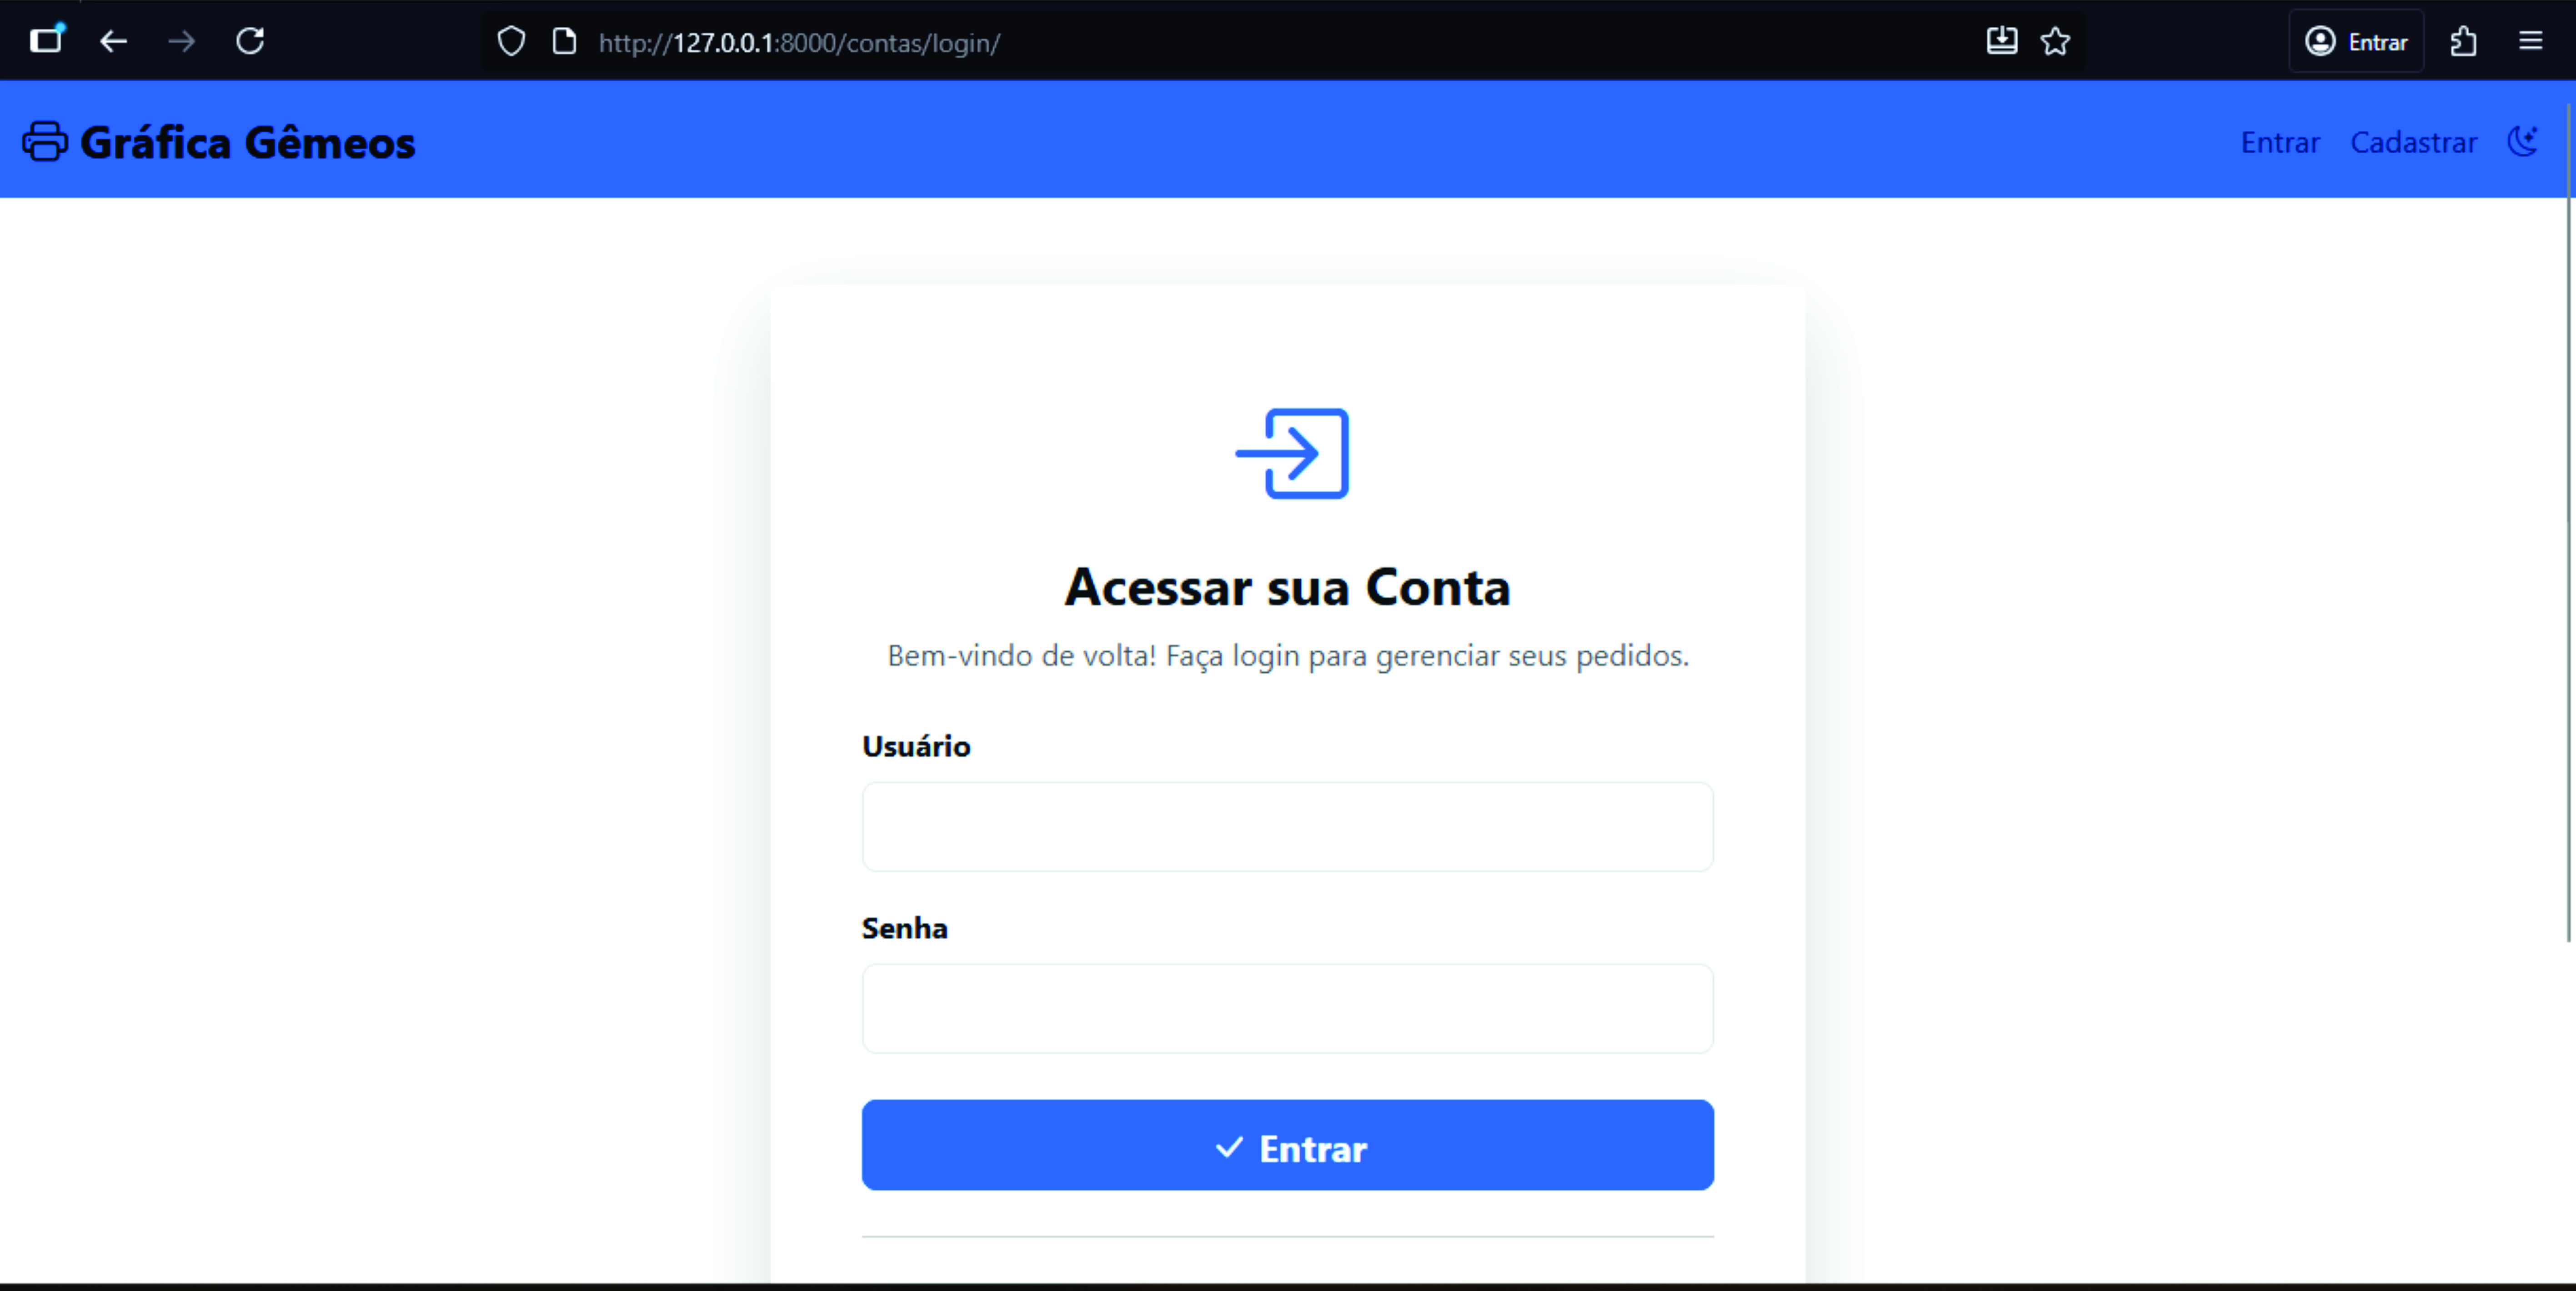 http://127.0.0.1:8000/contas/login/
Entrar
Gráfica Gêmeos
Entrar Cadastrar
Acessar sua Conta
Bem-vindo de volta! Faça login para gerenciar seus pedidos.
Usuário
Senha
Entrar